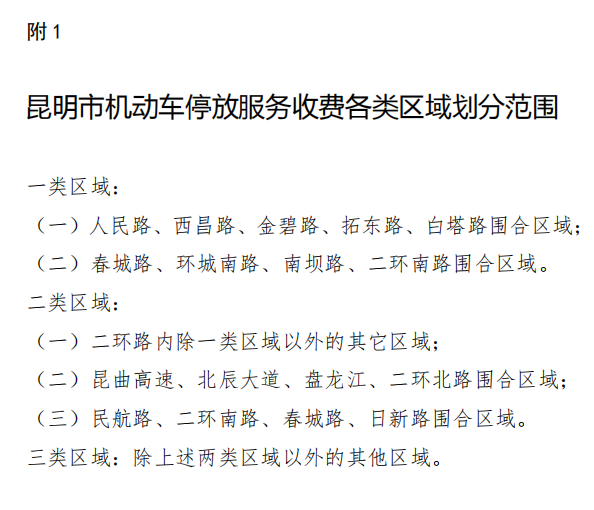 附 1
昆明市机动车停放服务收费各类区域划分范围
一类区域：
（一）人民路、西昌路、金碧路、拓东路、白塔路围合区域；
（二）春城路、环城南路、南坝路、二环南路围合区域。
二类区域：
（一）二环路内除一类区域以外的其它区域；
（二）昆曲高速、北辰大道、盘龙江、二环北路围合区域；
（三）民航路、二环南路、春城路、日新路围合区域。
三类区域：除上述两类区域以外的其他区域。